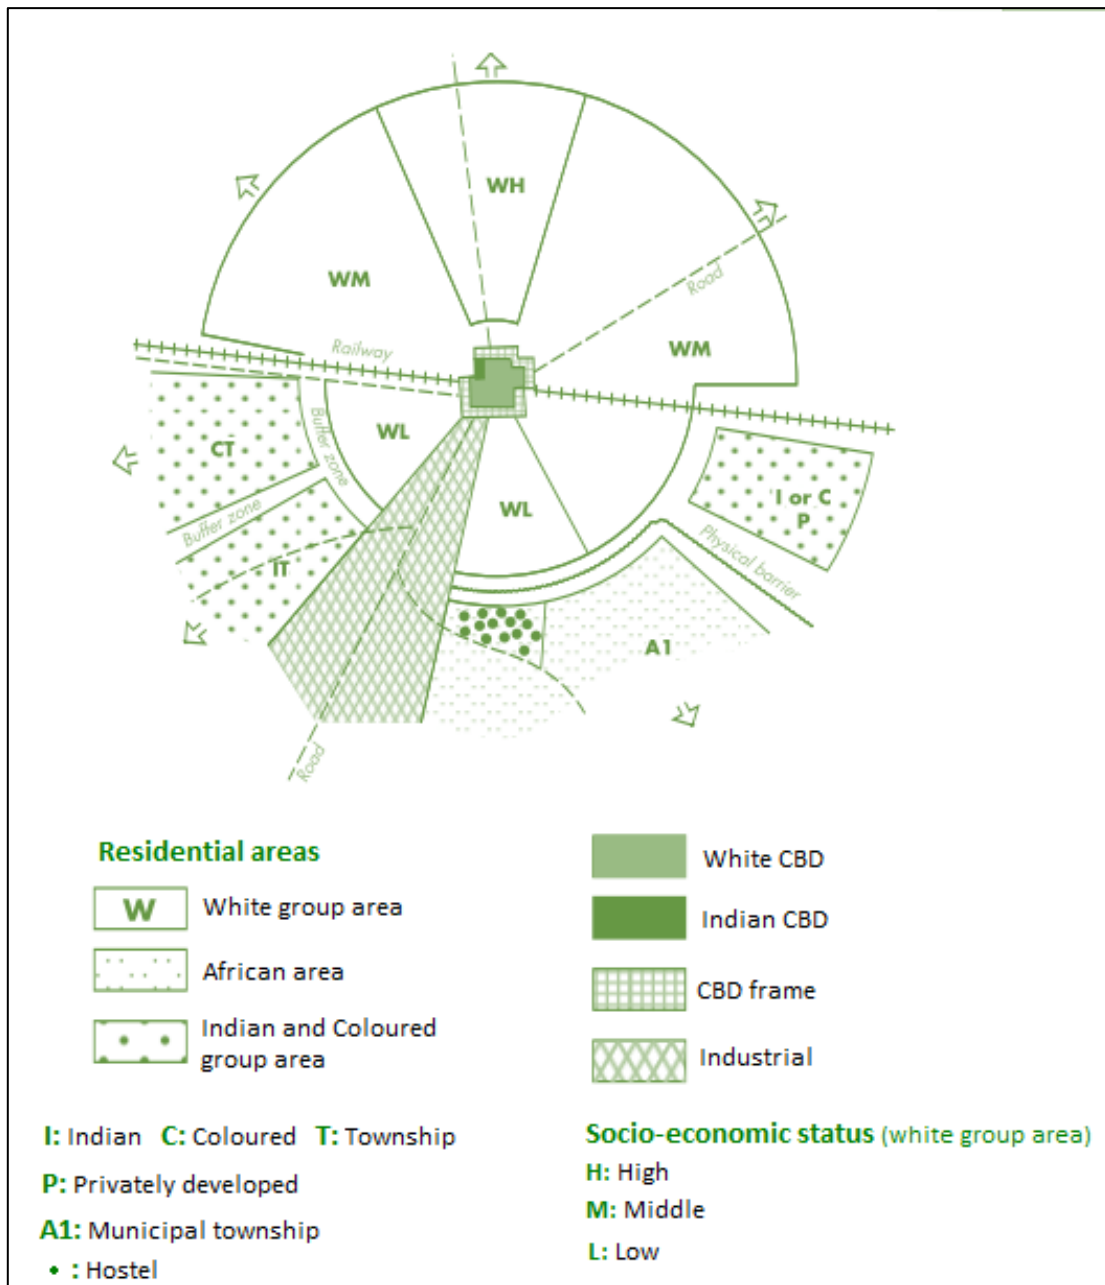 WH
WM
Road
Railway
WM
Buffer zone
WL
CT
I or C
P
WL
Buffer zone
Physical barrier
IT
A1
Road
Residential areas
W
White group area
African area
Indian and Coloured
group area
White CBD
Indian CBD
CBD frame
Industrial
I: Indian C: Coloured T: Township
P: Privately developed
A1: Municipal township
• : Hostel
Socio-economic status (white group area)
H: High
M: Middle
L: Low